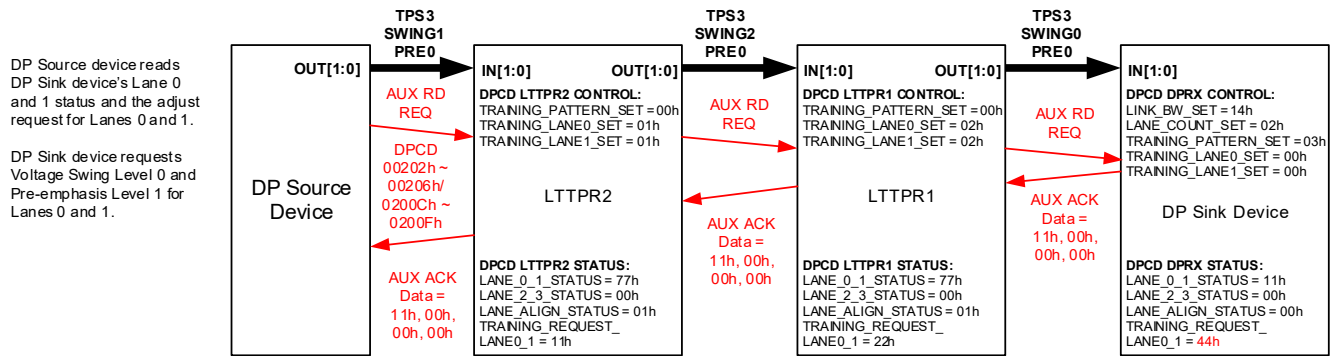 DP Source device reads
DP Sink device's Lane 0
and 1 status and the adjust
request for Lanes 0 and 1.
DP Sink device requests
Voltage Swing Level 0 and
Pre-emphasis Level 1 for
Lanes 0 and 1.
OUT[1:0]
DP Source
Device
TPS3
SWING1
PRE0
AUX RD
REQ
DPCD
00202h ~
00206h/
0200Ch ~
0200Fh
AUX ACK
Data =
11h, 00h,
00h, 00h
IN[1:0]
OUT[1:0]
DPCD LTTPR2 CONTROL:
TRAINING_PATTERN_SET = 00h
TRAINING_LANE0_SET = 01h
TRAINING_LANE1_SET = 01h
LTTPR2
DPCD LTTPR2 STATUS:
LANE_0_1_STATUS = 77h
LANE_2_3_STATUS = 00h
LANE_ALIGN_STATUS = 01h
TRAINING_REQUEST_
LANE0_1 = 11h
TPS3
SWING2
PRE0
AUX RD
REQ
AUX ACK
Data =
11h, 00h,
00h, 00h
IN[1:0]
OUT[1:0]
DPCD LTTPR1 CONTROL:
TRAINING_PATTERN_SET = 00h
TRAINING_LANE0_SET = 02h
TRAINING_LANE1_SET = 02h
LTTPR1
DPCD LTTPR1 STATUS:
LANE_0_1_STATUS = 77h
LANE_2_3_STATUS = 00h
LANE_ALIGN_STATUS = 01h
TRAINING_REQUEST_
LANE0_1 = 22h
TPS3
SWING0
PRE0
AUX RD
REQ
AUX ACK
Data =
11h, 00h,
00h, 00h
IN[1:0]
DPCD DPRX CONTROL:
LINK_BW_SET = 14h
LANE_COUNT_SET = 02h
TRAINING_PATTERN_SET = 03h
TRAINING_LANE0_SET = 00h
TRAINING_LANE1_SET = 00h
DP Sink Device
DPCD DPRX STATUS:
LANE_0_1_STATUS = 11h
LANE_2_3_STATUS = 00h
LANE_ALIGN_STATUS = 00h
TRAINING_REQUEST_
LANE0_1 = 44h